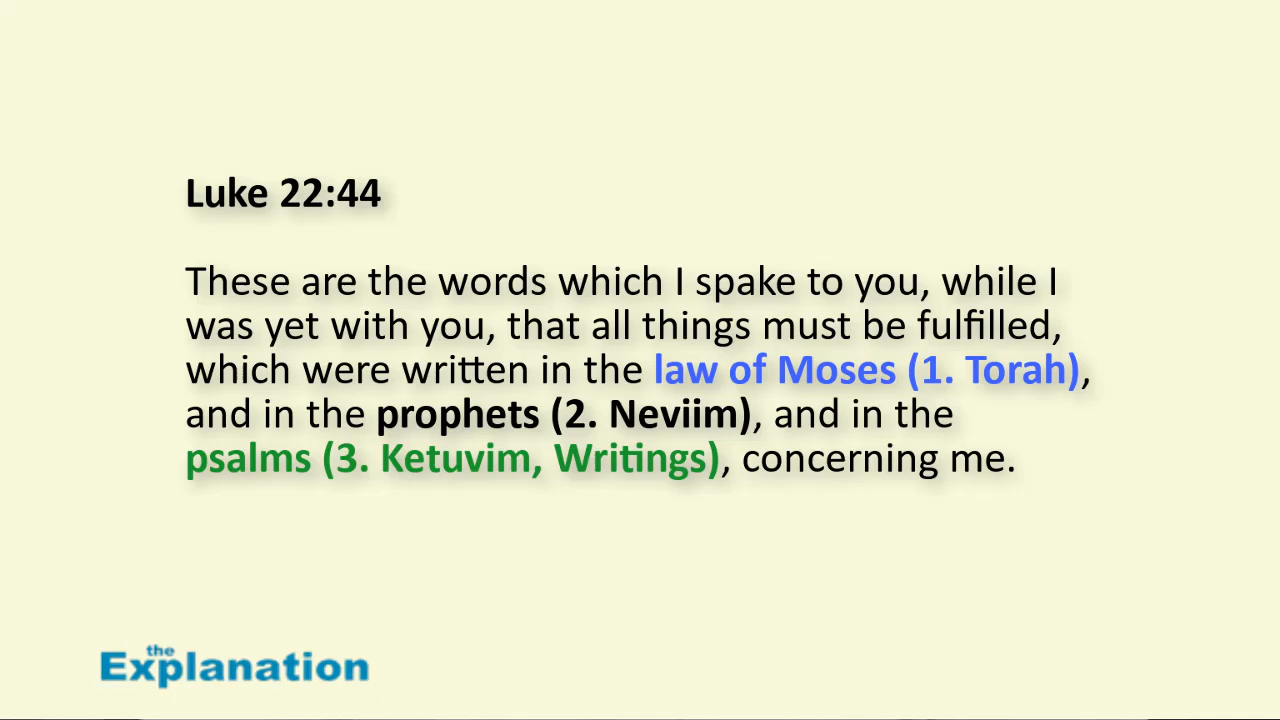 Luke 22:44
These are the words which I spake to you, while I
was yet with you, that all things must be fulfilled,
which were written in the law of Moses (1. Torah),
and in the prophets (2. Neviim), and in the
psalms (3. Ketuvim, Writings), concerning me.
the
Explanation